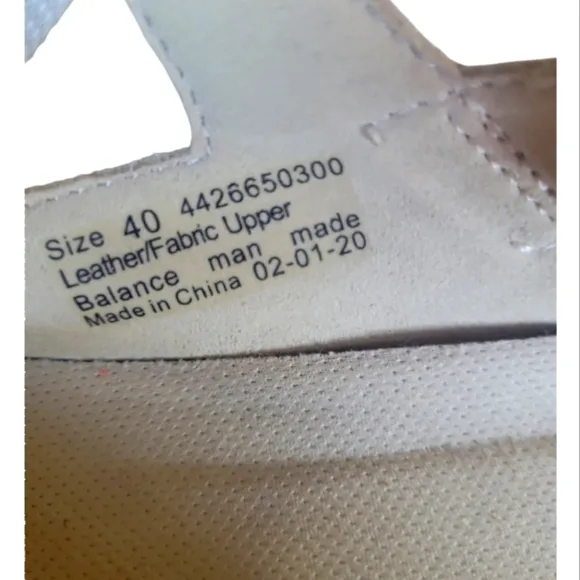 Size 40 4426650300
Leather/Fabric Upper
Balance man made
Made in China 02-01-20